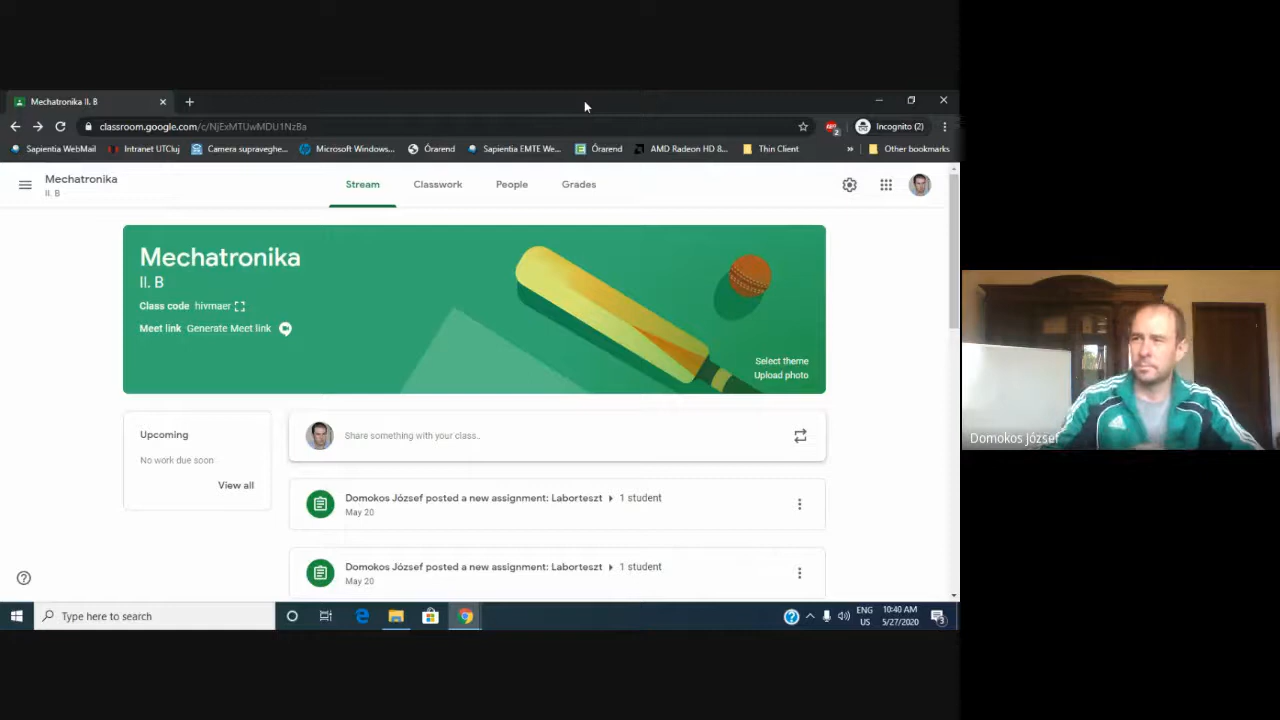 Mechatronika II. B
classroom.google.com/c/NjExMTUwMDU1NzBa
Incognito (2)
Sapientia WebMail
Intranet UTCluj
Camera supraveghe...
Microsoft Windows...
Órarend
Sapientia EMTE We...
Órarend
AMD Radeon HD 8...
Thin Client
»
Other bookmarks
Mechatronika
II. B
Stream
Classwork
People
Grades
Mechatronika
II. B
Class code hivmaer
Meet link Generate Meet link
Select theme
Upload photo
Upcoming
No work due soon
View all
Share something with your class...
Domokos József posted a new assignment: Laborteszt 1 student
May 20
Domokos József posted a new assignment: Laborteszt 1 student
May 20
Type here to search
ENG
US
10:40 AM
5/27/2020
3
Domokos József